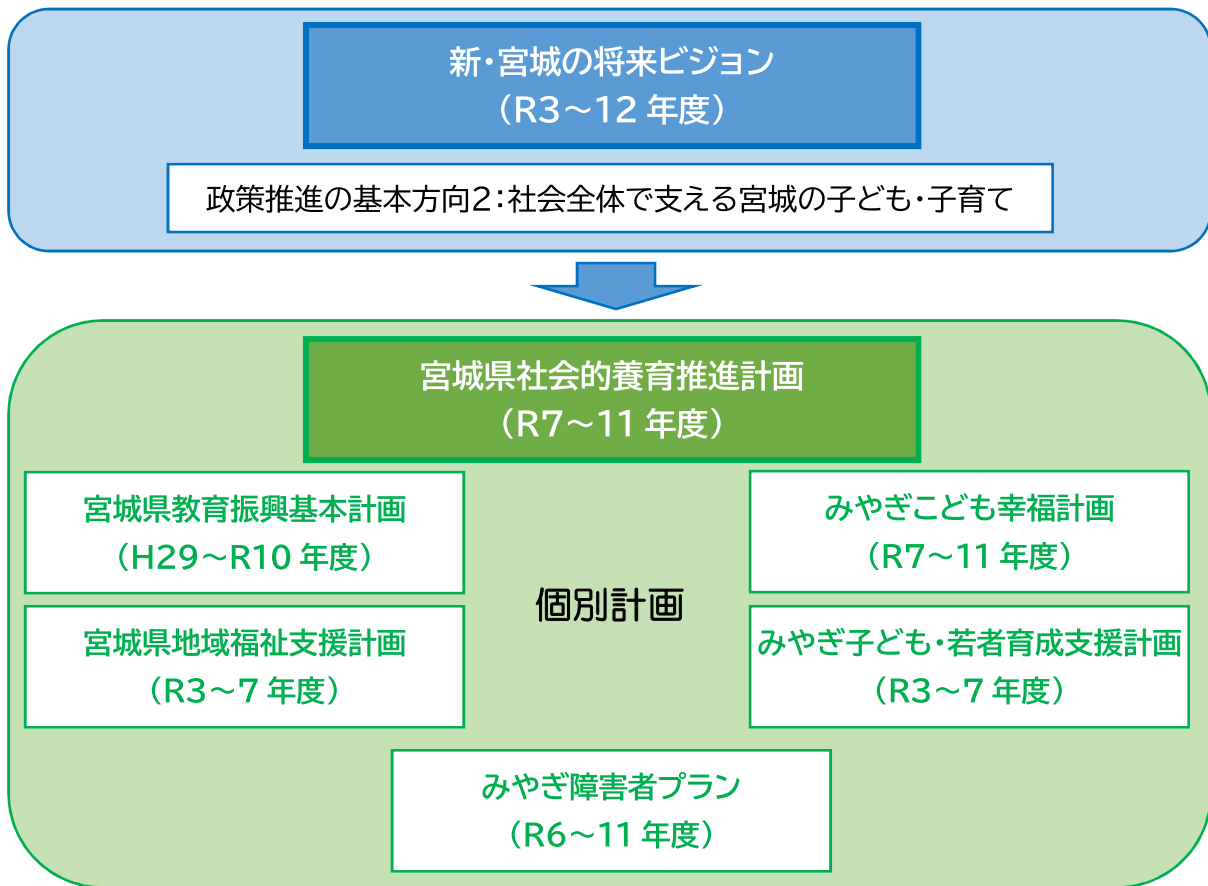 新・宮城の将来ビジョン
（R3～12 年度）
政策推進の基本方向2：社会全体で支える宮城の子ども・子育て
宮城県社会的養育推進計画
（R7～11 年度）
宮城県教育振興基本計画
（H29～R10 年度）
みやぎこども幸福計画
（R7～11 年度）
個別計画
宮城県地域福祉支援計画
（R3～7 年度）
みやぎ子ども・若者育成支援計画
（R3～7 年度）
みやぎ障害者プラン
（R6～11 年度）